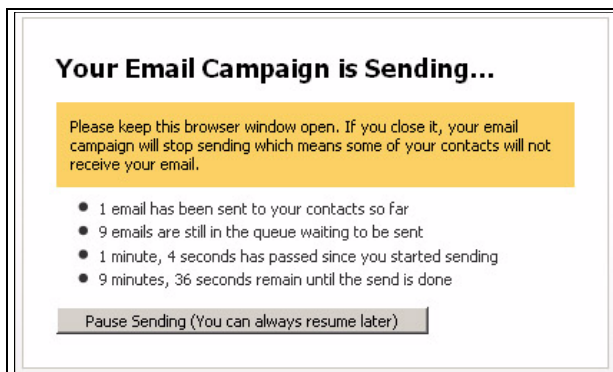 Your Email Campaign is Sending...
Please keep this browser window open. If you close it, your email
campaign will stop sending which means some of your contacts will not
receive your email.
1 email has been sent to your contacts so far
9 emails are still in the queue waiting to be sent
1 minute, 4 seconds has passed since you started sending
9 minutes, 36 seconds remain until the send is done
Pause Sending (You can always resume later)